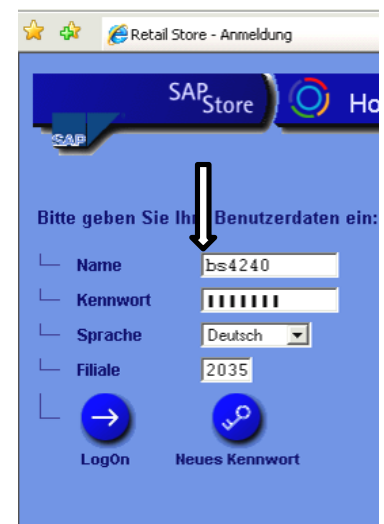 Retail Store - Anmeldung
SAP Store
Ho
SAP
Bitte geben Sie Benutzerdaten ein:
Name bs4240
Kennwort
Sprache Deutsch
Filiale 2035
LogOn Neues Kennwort